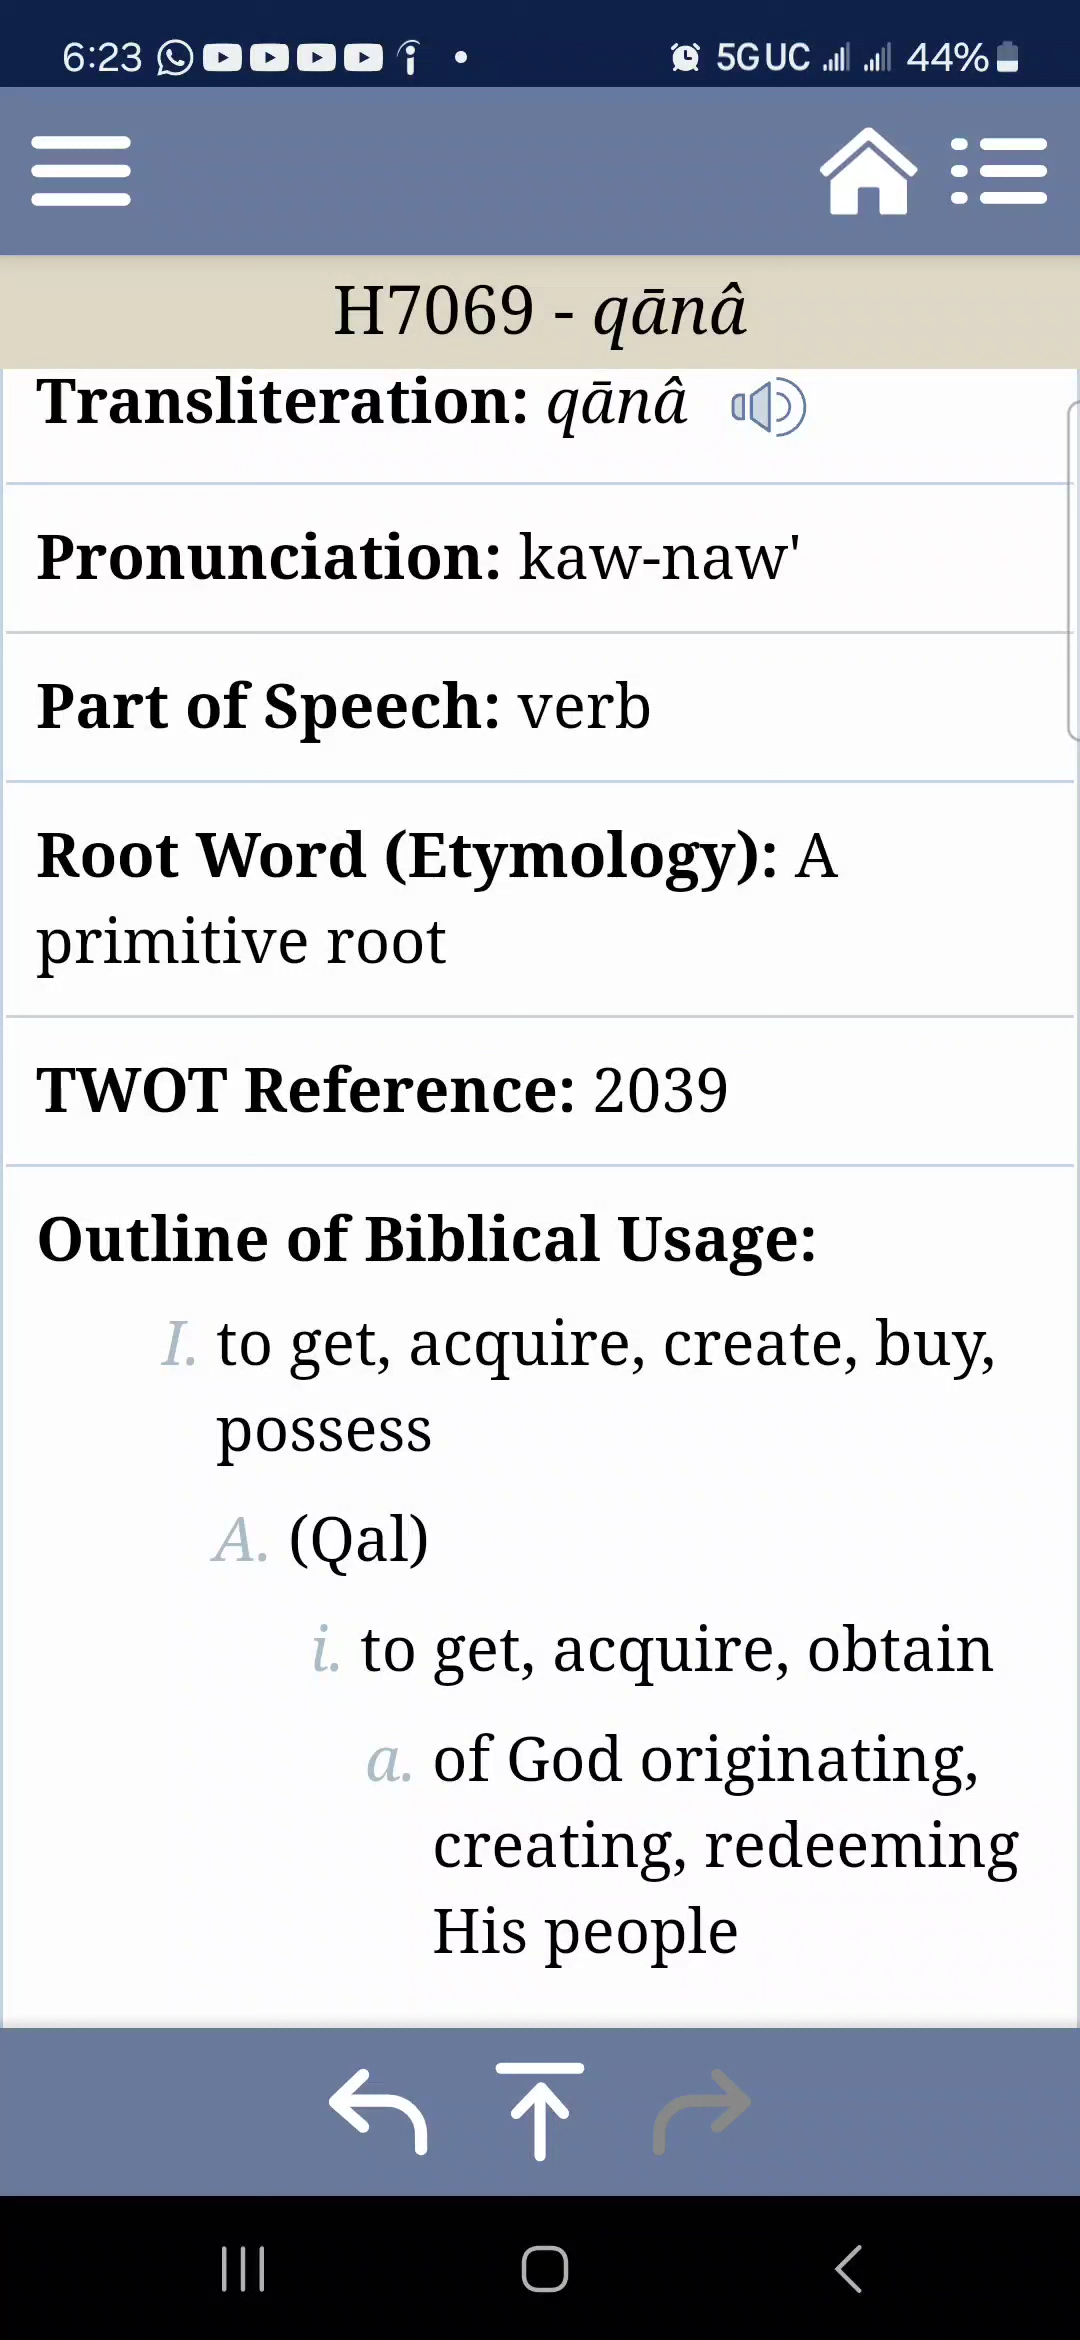 6:23 5G UC 44%
H7069 - qānâ
Transliteration: qānâ
Pronunciation: kaw-naw'
Part of Speech: verb
Root Word (Etymology): A
primitive root
TWOT Reference: 2039
Outline of Biblical Usage:
I. to get, acquire, create, buy,
possess
A. (Qal)
i. to get, acquire, obtain
a. of God originating,
creating, redeeming
His people